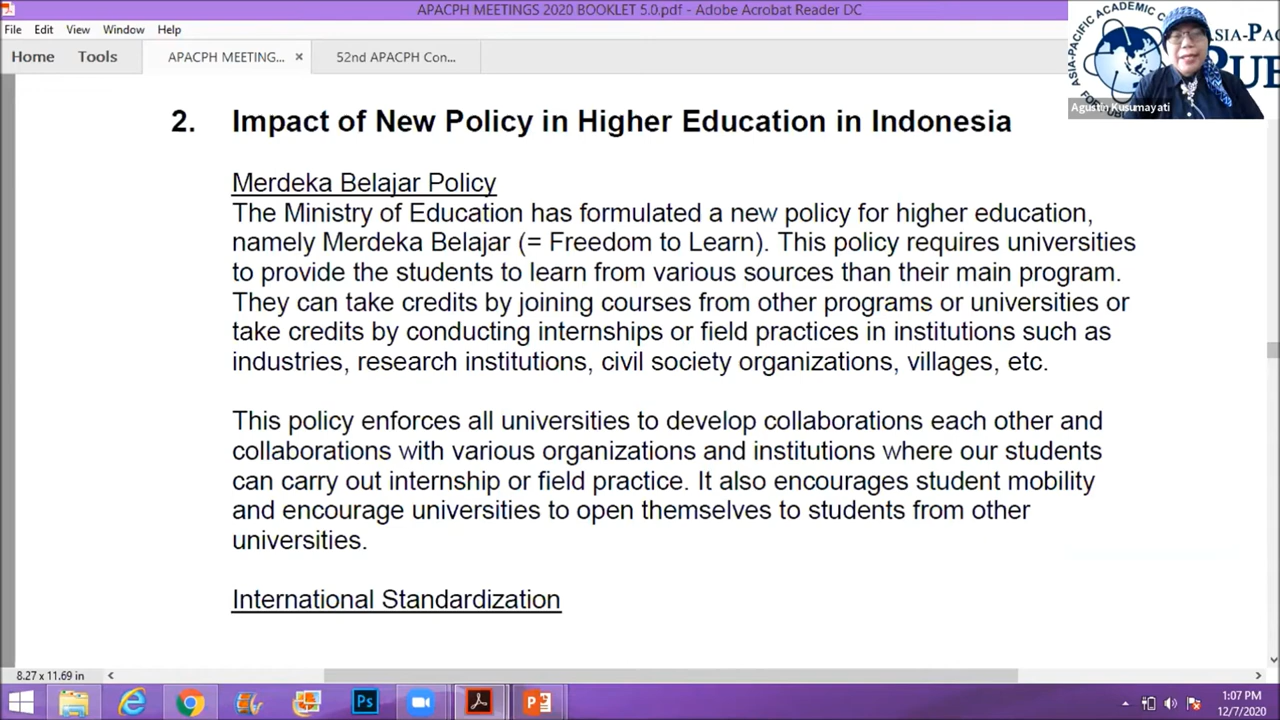 APACPH MEETINGS 2020 BOOKLET 5.0.pdf - Adobe Acrobat Reader DC
File Edit View Window Help
Home Tools APACPH MEETING... × 52nd APACPH Con...
ASIA-PACIFIC ACADEMIC
ASIA-PAC
PUB
Agustin Kusumayati
2. Impact of New Policy in Higher Education in Indonesia
Merdeka Belajar Policy
The Ministry of Education has formulated a new policy for higher education,
namely Merdeka Belajar (= Freedom to Learn). This policy requires universities
to provide the students to learn from various sources than their main program.
They can take credits by joining courses from other programs or universities or
take credits by conducting internships or field practices in institutions such as
industries, research institutions, civil society organizations, villages, etc.
This policy enforces all universities to develop collaborations each other and
collaborations with various organizations and institutions where our students
can carry out internship or field practice. It also encourages student mobility
and encourage universities to open themselves to students from other
universities.
International Standardization
8.27 x 11.69 in
Ps
1:07 PM
12/7/2020